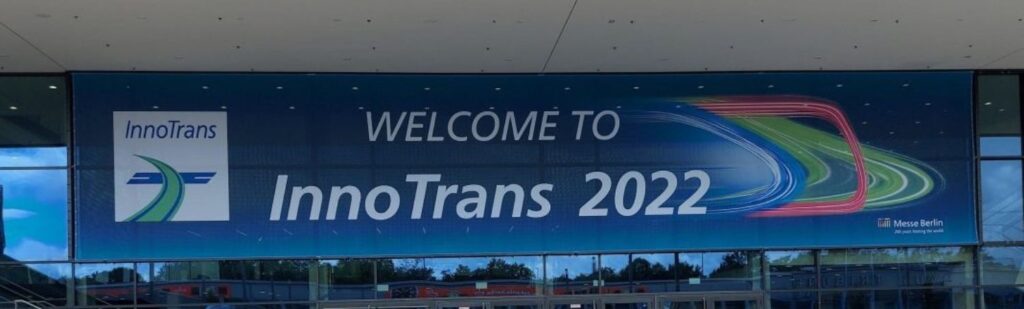 InnoTrans
WELCOME TO
InnoTrans 2022
Messe Berlin